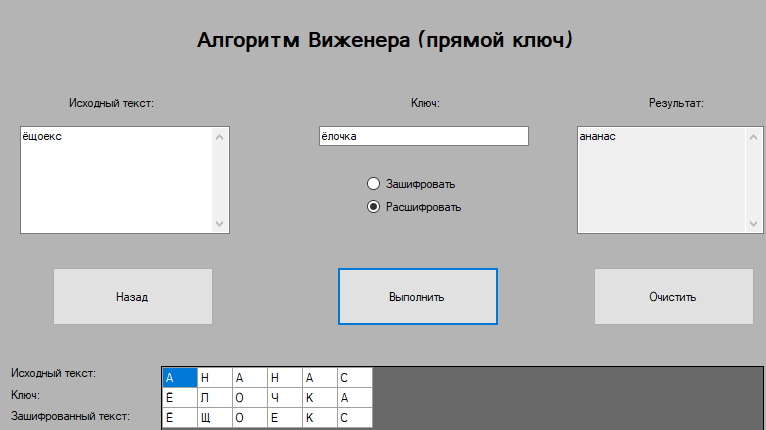 Алгоритм Виженера (прямой ключ)
Исходный текст: Ключ: Результат:
ёщоекс ёлочка ананас
Зашифровать
Расшифровать
Назад Выполнить Очистить
Исходный текст: А Н А Н А С
Ключ: Ё Л О Ч К А
Зашифрованный текст: Ё Щ О Е К С